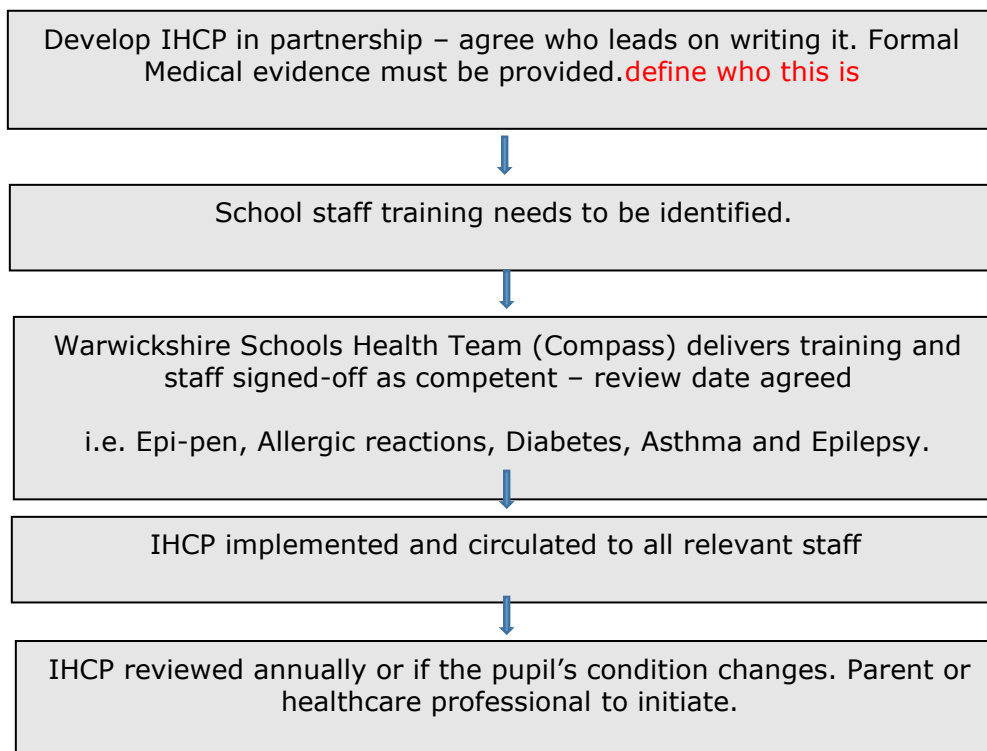 Develop IHCP in partnership – agree who leads on writing it. Formal
Medical evidence must be provided.define who this is
School staff training needs to be identified.
Warwickshire Schools Health Team (Compass) delivers training and
staff signed-off as competent – review date agreed
i.e. Epi-pen, Allergic reactions, Diabetes, Asthma and Epilepsy.
IHCP implemented and circulated to all relevant staff
IHCP reviewed annually or if the pupil’s condition changes. Parent or
healthcare professional to initiate.